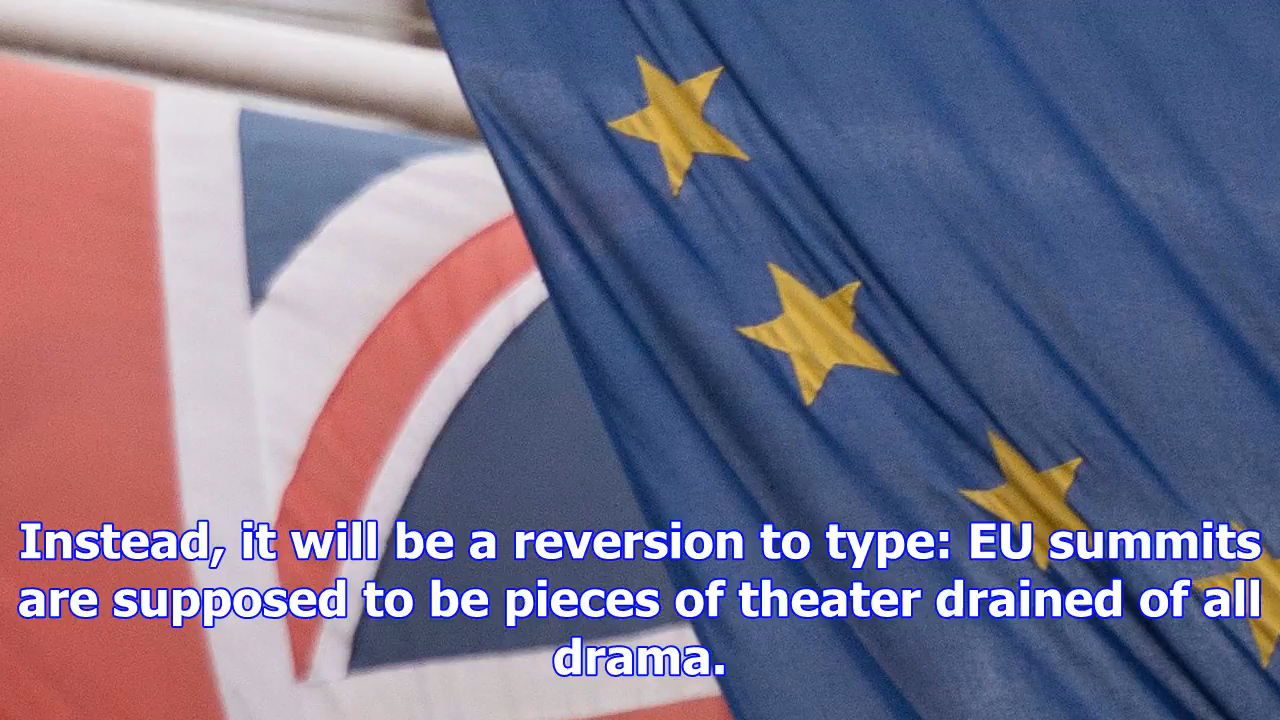 Instead, it will be a reversion to type: EU summits
are supposed to be pieces of theater drained of all
drama.